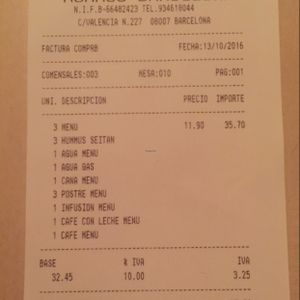 N.I.F.B-66482423 TEL.934619044
C/VALENCIA N.227 08007 BARCELONA
FACTURA COMPRB FECHA:13/10/2016
COMENSALES:003 MESA:010 PAG:001
UNI. DESCRIPCION PRECIO IMPORTE
3 MENU 11.90 35.70
3 HUMMUS SEITAN
1 AGUA MENU
1 AGUA GAS
1 CANA MENU
3 POSTRE MENU
1 INFUSION MENU
1 CAFE CON LECHE MENU
1 CAFE MENU
BASE % IVA IVA
32.45 10.00 3.25